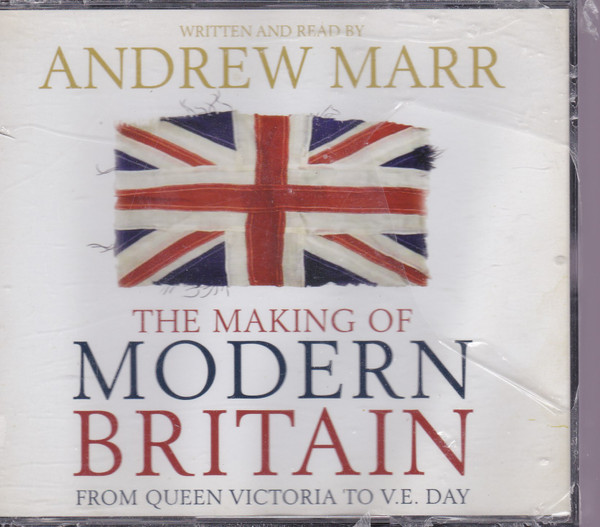 WRITTEN AND READ BY
ANDREW MARR
THE MAKING OF
MODERN
BRITAIN
FROM QUEEN VICTORIA TO V.E. DAY